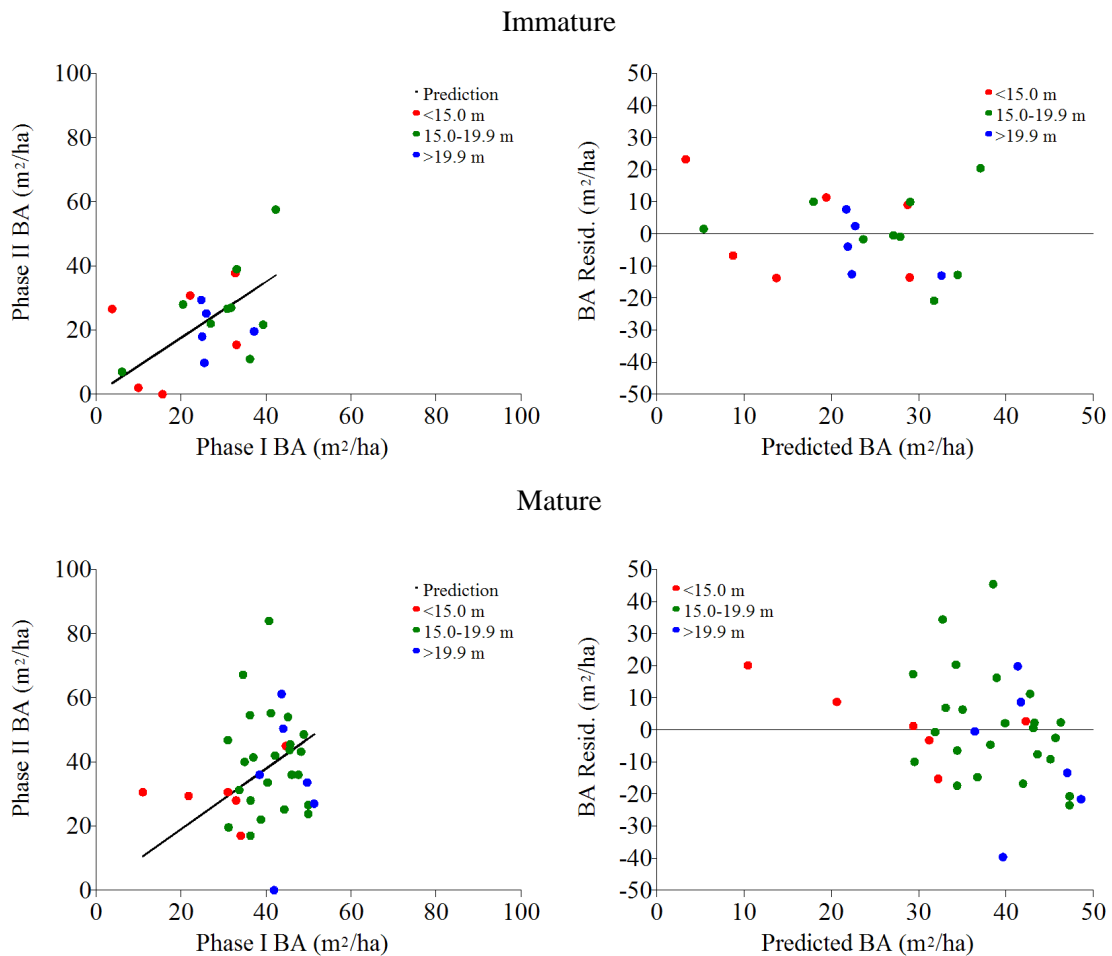 Immature
100
80
60
40
20
0
0 20 40 60 80 100
Phase II BA (m²/ha)
Phase I BA (m²/ha)
Prediction
<15.0 m
15.0-19.9 m
>19.9 m
50
40
30
20
10
0
-10
-20
-30
-40
-50
0 10 20 30 40 50
BA Resid. (m²/ha)
Predicted BA (m²/ha)
<15.0 m
15.0-19.9 m
>19.9 m
Mature
100
80
60
40
20
0
0 20 40 60 80 100
Phase II BA (m²/ha)
Phase I BA (m²/ha)
Prediction
<15.0 m
15.0-19.9 m
>19.9 m
50
40
30
20
10
0
-10
-20
-30
-40
-50
0 10 20 30 40 50
BA Resid. (m²/ha)
Predicted BA (m²/ha)
<15.0 m
15.0-19.9 m
>19.9 m